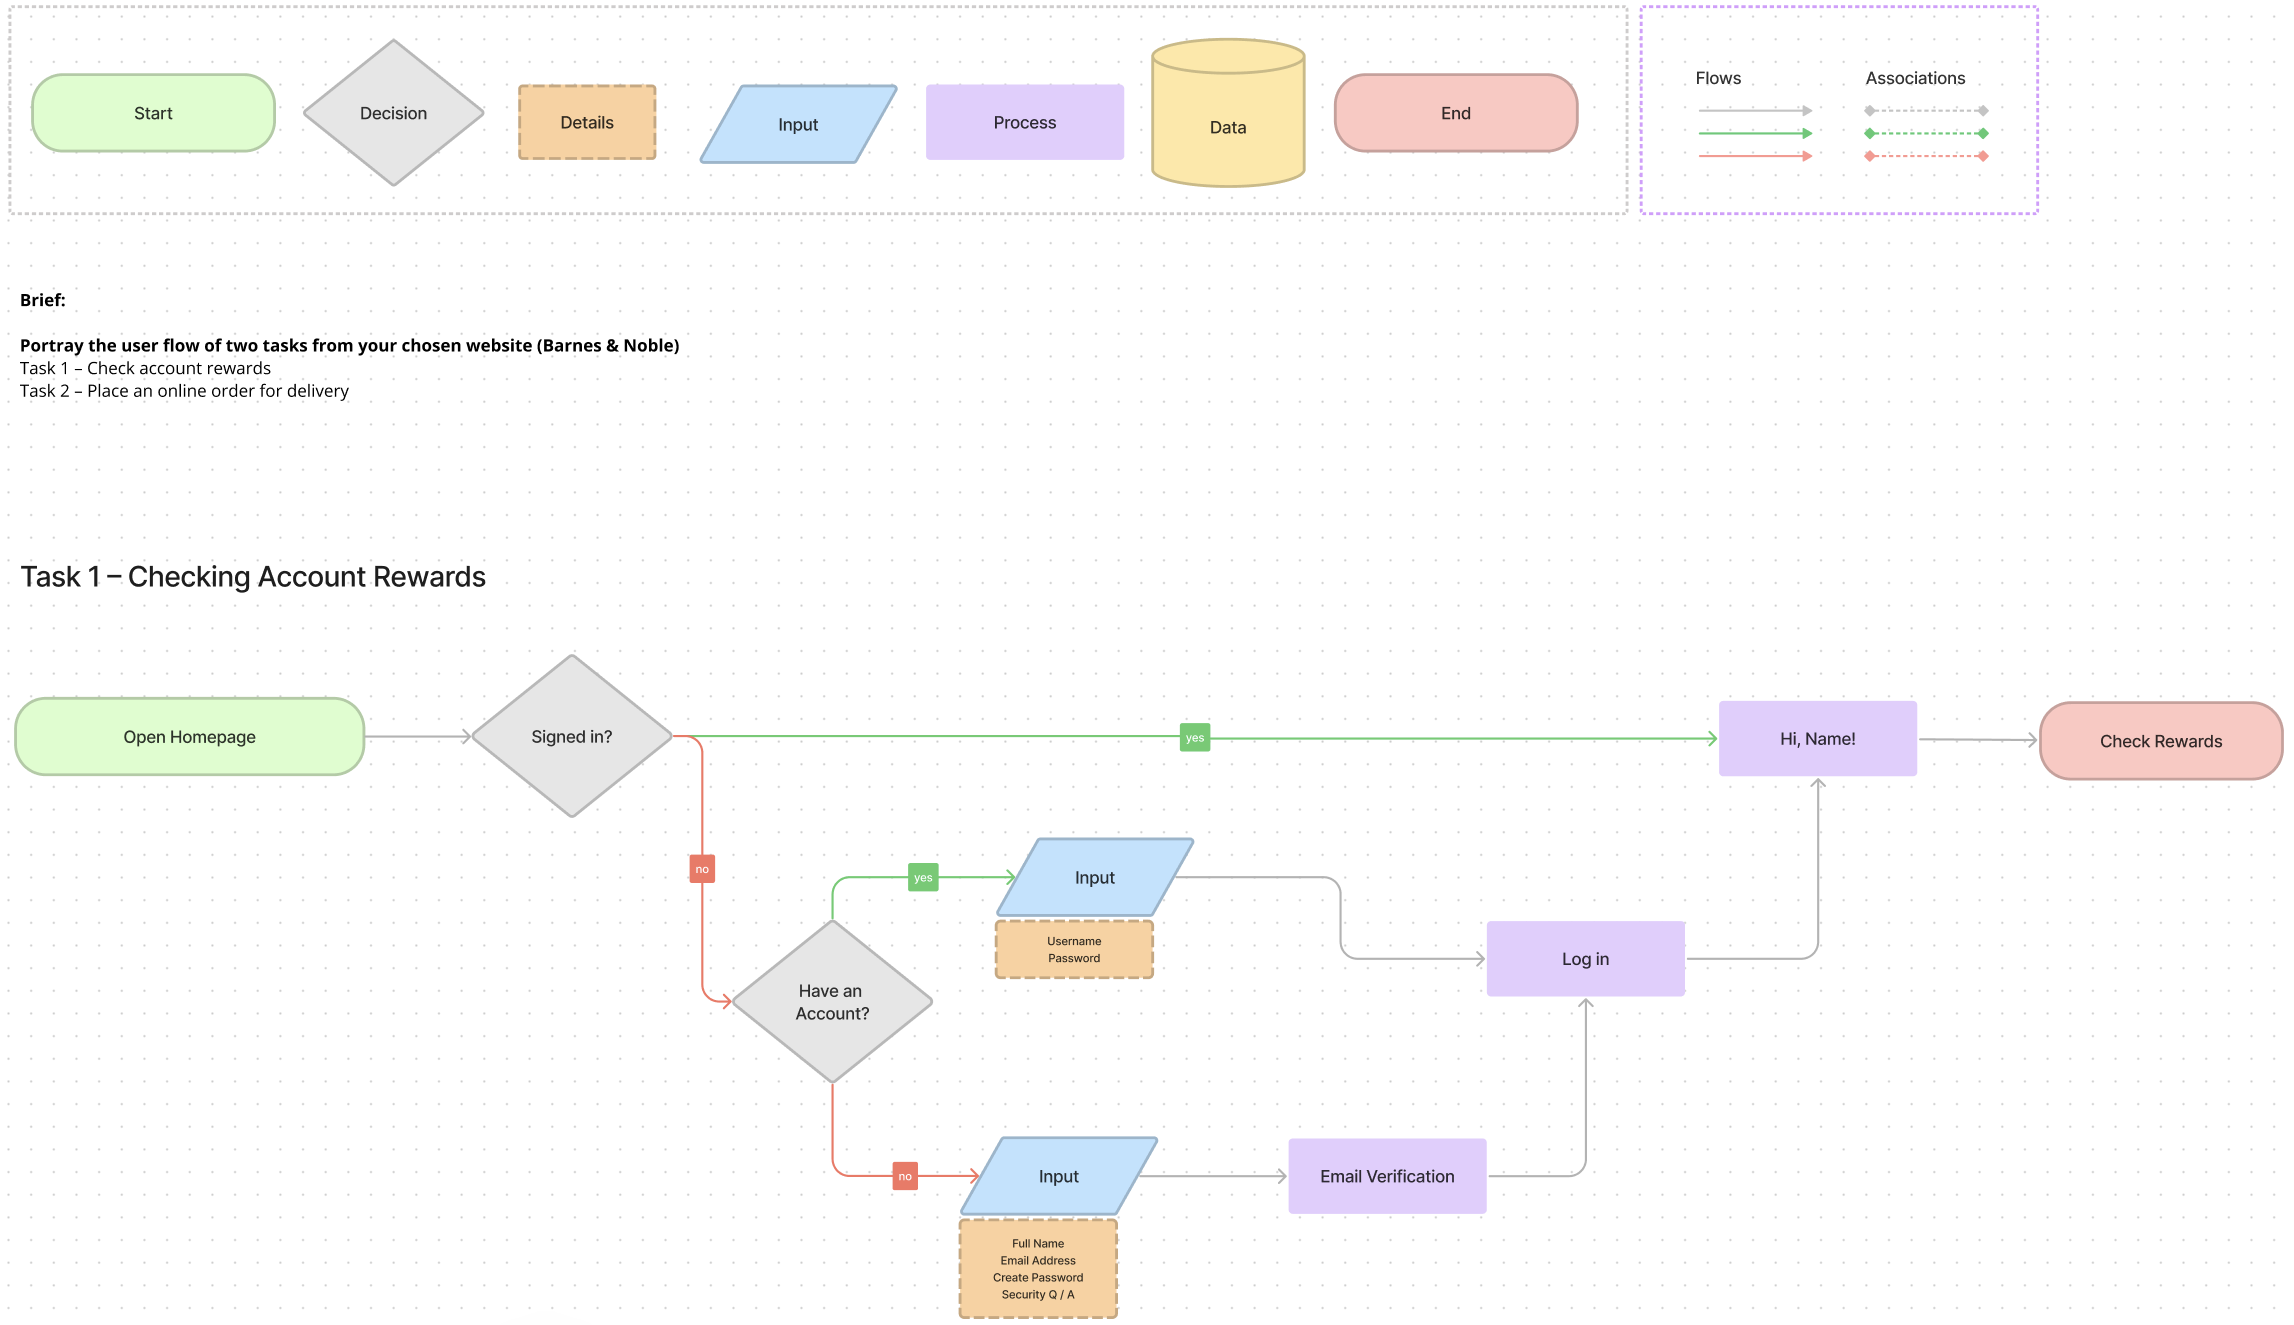 Start
Decision
Details
Input
Process
Data
End
Flows
Associations
Brief:
Portray the user flow of two tasks from your chosen website (Barnes & Noble)
Task 1 – Check account rewards
Task 2 – Place an online order for delivery
Task 1 – Checking Account Rewards
Open Homepage
Signed in?
yes
Hi, Name!
Check Rewards
no
yes
Input
Username
Password
Log in
Have an
Account?
no
Input
Email Verification
Full Name
Email Address
Create Password
Security Q / A